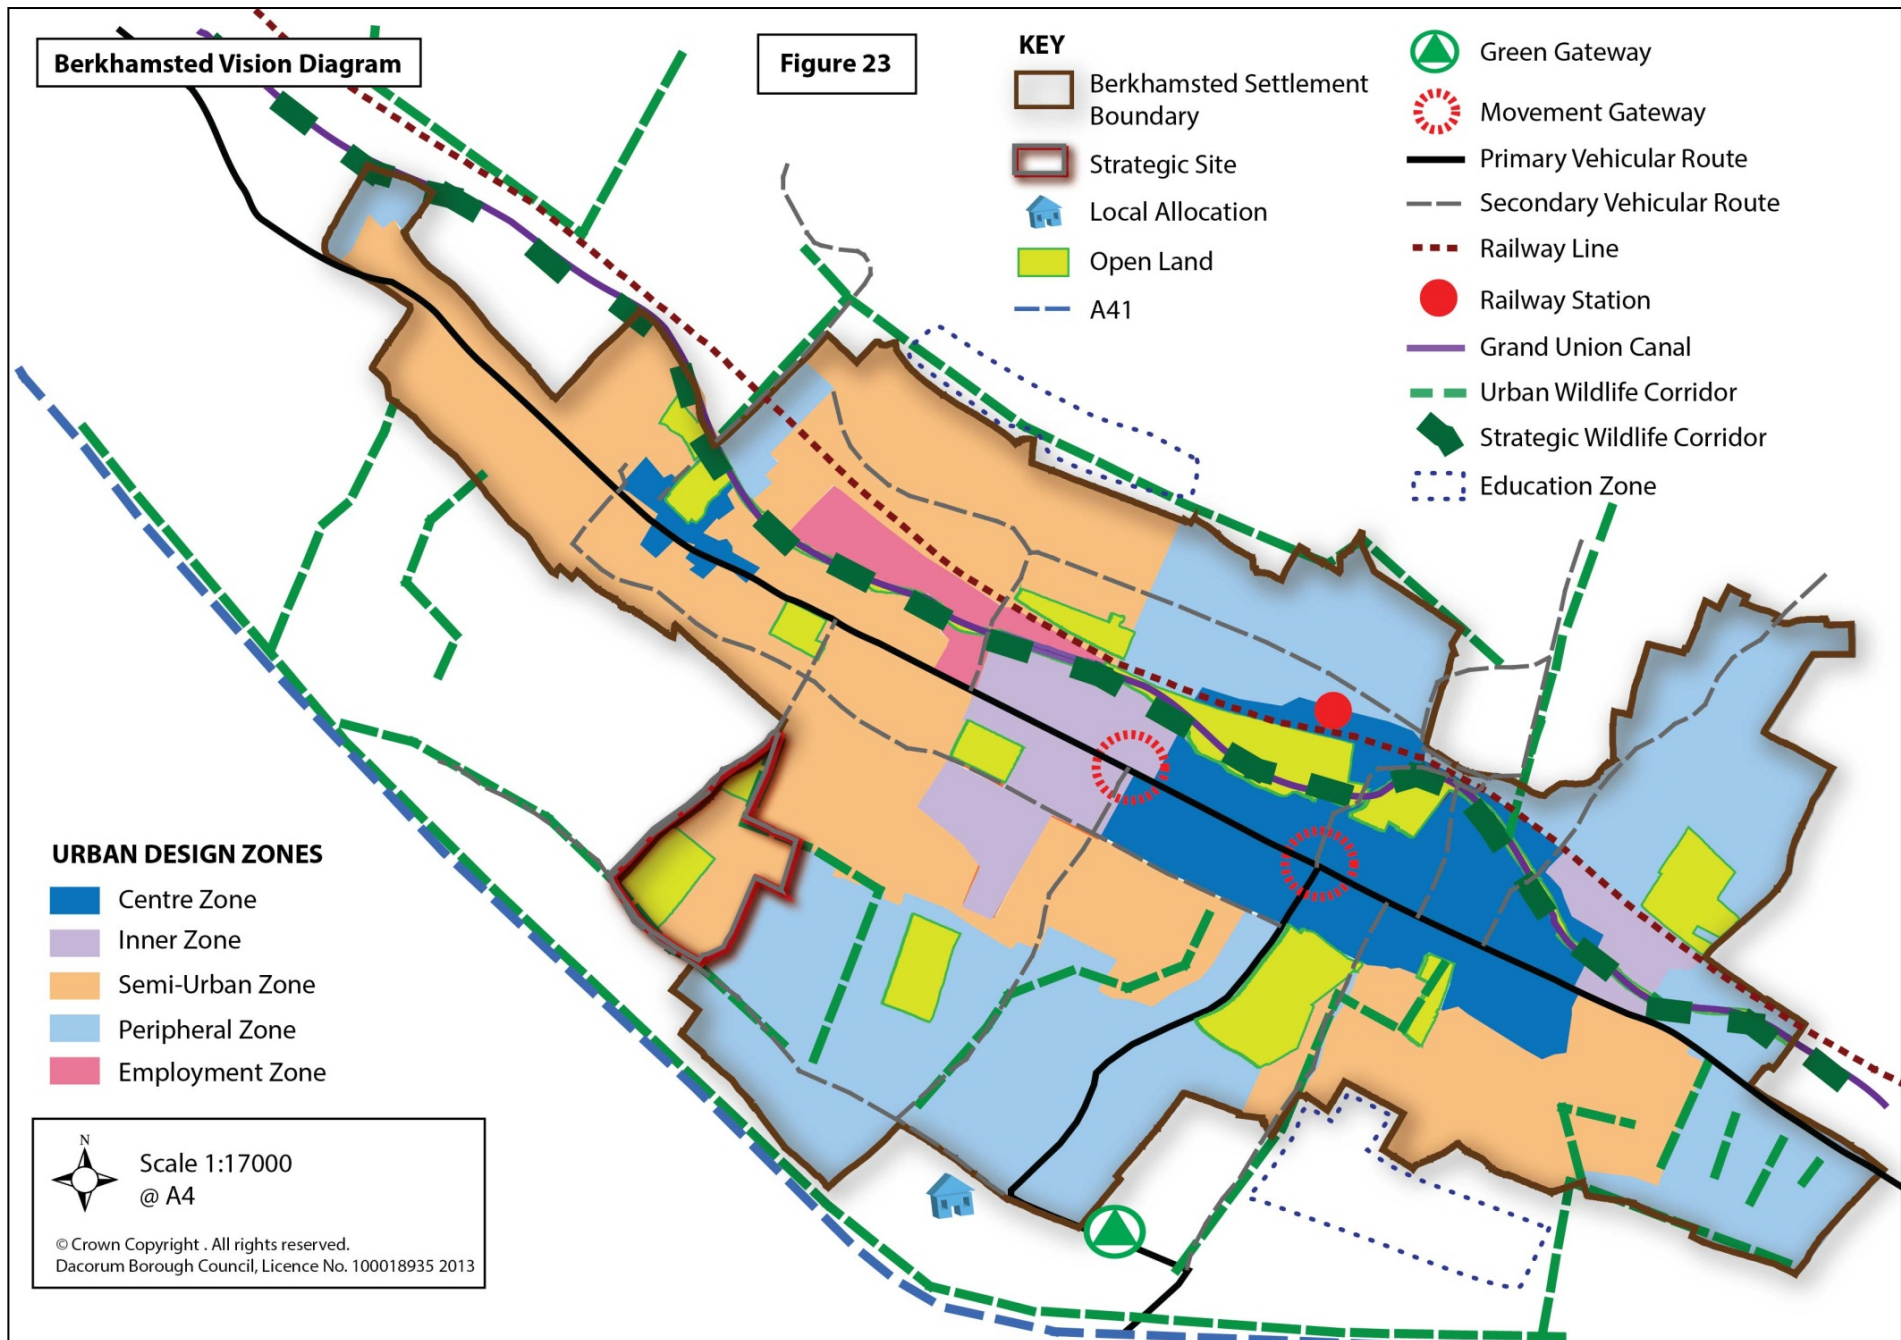 Berkhamsted Vision Diagram
Figure 23
KEY
Berkhamsted Settlement
Boundary
Strategic Site
Local Allocation
Open Land
A41
Green Gateway
Movement Gateway
Primary Vehicular Route
Secondary Vehicular Route
Railway Line
Railway Station
Grand Union Canal
Urban Wildlife Corridor
Strategic Wildlife Corridor
Education Zone
URBAN DESIGN ZONES
Centre Zone
Inner Zone
Semi-Urban Zone
Peripheral Zone
Employment Zone
N
Scale 1:17000
@ A4
© Crown Copyright . All rights reserved.
Dacorum Borough Council, Licence No. 100018935 2013